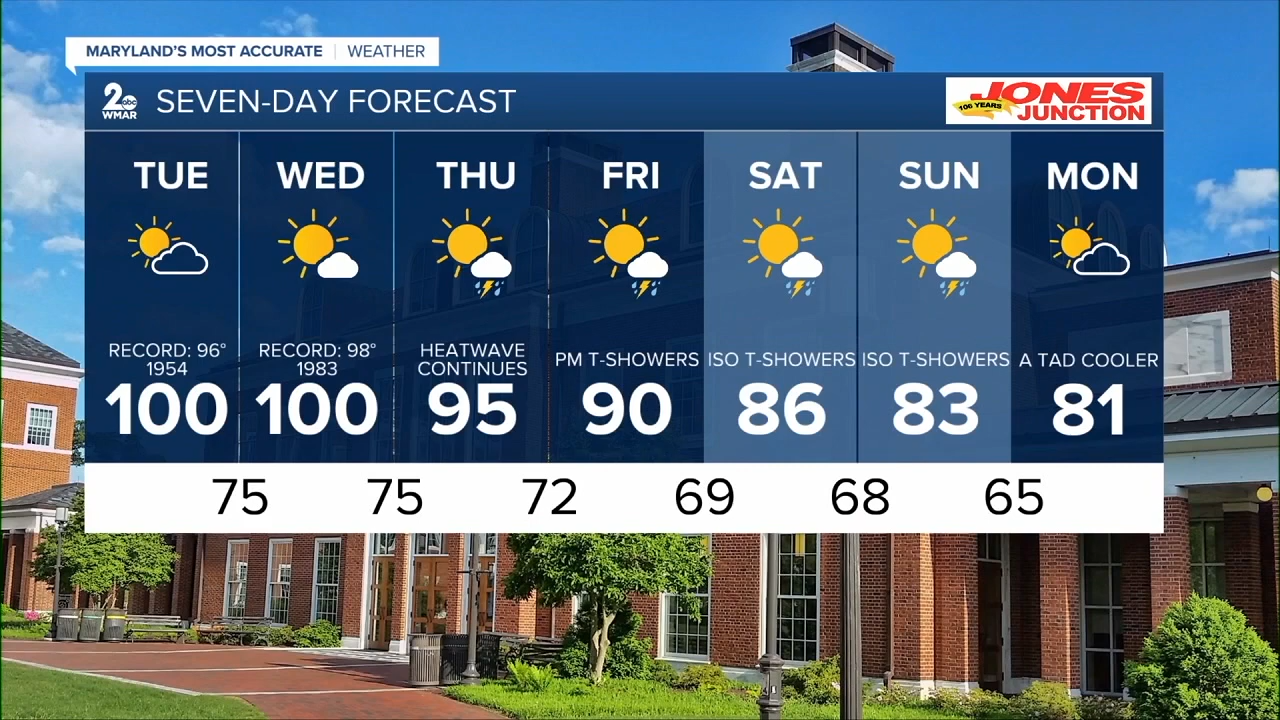 MARYLAND'S MOST ACCURATE | WEATHER
2 abc
WMAR
SEVEN-DAY FORECAST
JONES
106 YEARS
JUNCTION
TUE WED THU FRI SAT SUN MON
RECORD: 96°
1954
RECORD: 98°
1983
HEATWAVE
CONTINUES
PM T-SHOWERS
ISO T-SHOWERS
ISO T-SHOWERS
A TAD COOLER
100 100 95 90 86 83 81
75 75 72 69 68 65